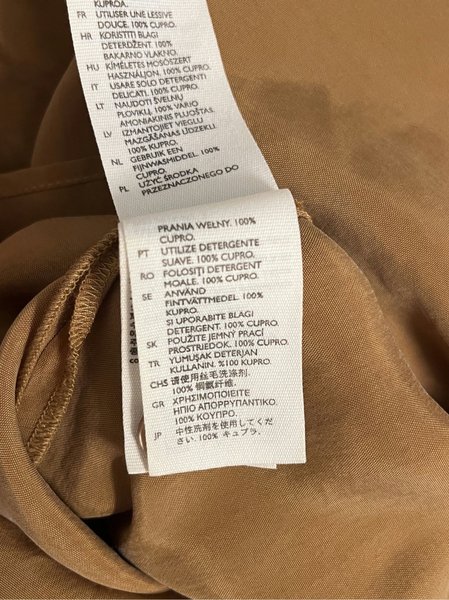 KUPROA.
FR UTILISER UNE LESSIVE
DOUCE. 100% CUPRO.
HR KORISTITI BLAGI
DETERDŽENT. 100%
BAKARNO VLAKNO.
HU KÍMÉLETES MOSÓSZERT
HASZNÁLJON. 100% CUPRO.
IT USARE SOLO DETERGENTI
DELICATI. 100% CUPRO.
LT NAUDOTI ŠVELNŲ
PLOVIKLĮ. 100% VARIO
AMONIAKINIS PLUOŠTAS.
LV IZMANTOJIET VIEGLU
MAZGĀŠANAS LĪDZEKLI.
100% KUPRO.
NL GEBRUIK EEN
FIJNWASMIDDEL. 100%
CUPRO.
PL UŻYĆ ŚRODKA
PRZEZNACZONEGO DO
PRANIA WEŁNY. 100%
CUPRO.
PT UTILIZE DETERGENTE
SUAVE. 100% CUPRO.
RO FOLOSIȚI DETERGENT
MOALE. 100% CUPRO.
SE ANVÄND
FINTVÄTTMEDEL. 100%
KUPRO.
SI UPORABITE BLAGI
DETERGENT. 100% CUPRO.
SK POUŽITE JEMNÝ PRACÍ
PROSTRIEDOK. 100% CUPRO.
TR YUMUŞAK DETERJAN
KULLANIN. %100 KUPRO.
CHS 请使用丝毛洗涤剂.
100% 铜氨纤维.
GR ΧΡΗΣΙΜΟΠΟΙΕΙΤΕ
ΗΠΙΟ ΑΠΟΡΡΥΠΑΝΤΙΚΟ.
100% ΚΟΥΠΡΟ.
JP 中性洗剤を使用してくだ
さい. 100% キュプラ.